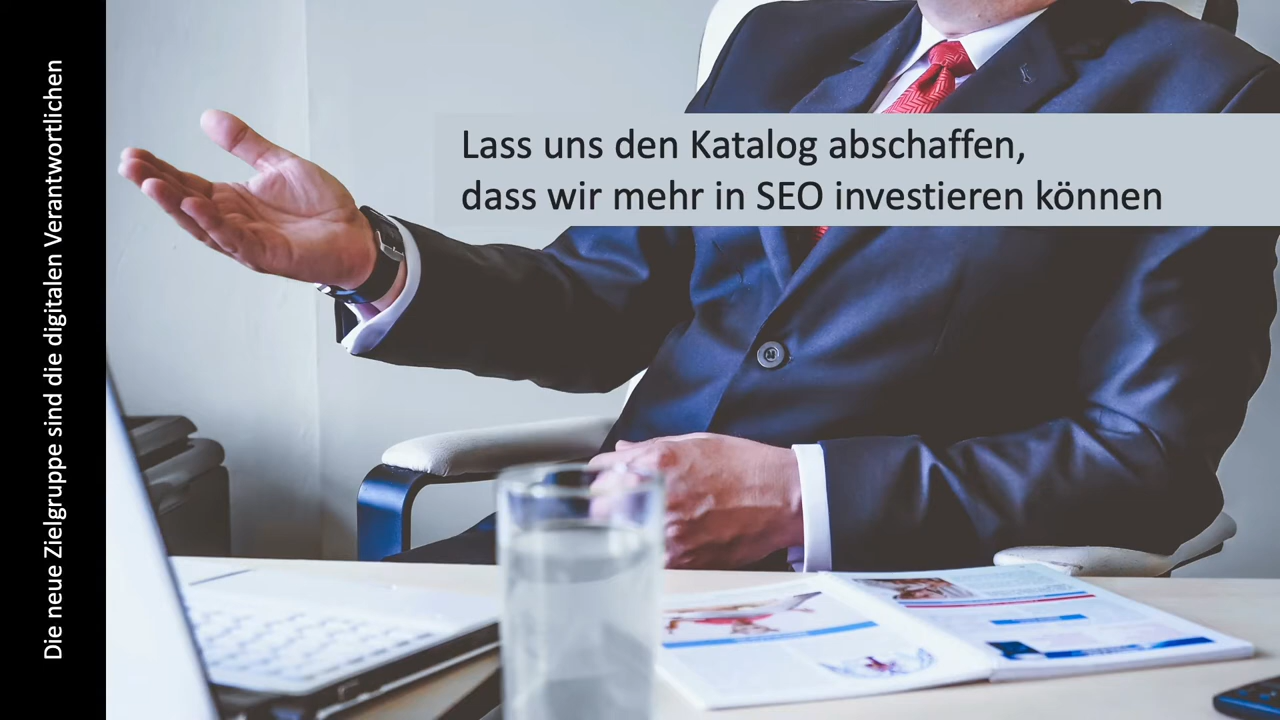 Die neue Zielgruppe sind die digitalen Verantwortlichen
Lass uns den Katalog abschaffen,
dass wir mehr in SEO investieren können